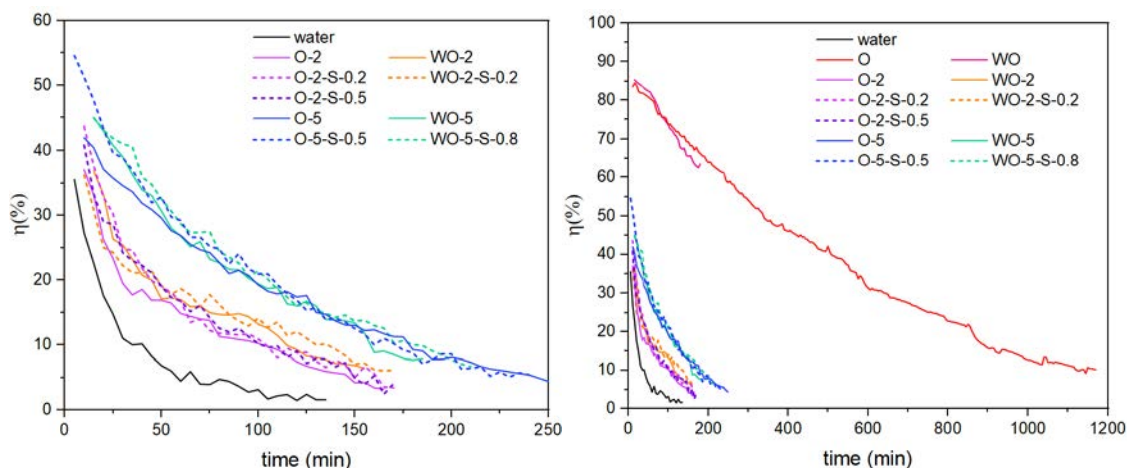 60
50
40
30
20
10
0
η(%)
water
O-2 WO-2
O-2-S-0.2 WO-2-S-0.2
O-2-S-0.5
O-5 WO-5
O-5-S-0.5 WO-5-S-0.8
0 50 100 150 200 250
time (min)
100
90
80
70
60
50
40
30
20
10
0
η(%)
water
O WO
O-2 WO-2
O-2-S-0.2 WO-2-S-0.2
O-2-S-0.5
O-5 WO-5
O-5-S-0.5 WO-5-S-0.8
0 200 400 600 800 1000 1200
time (min)